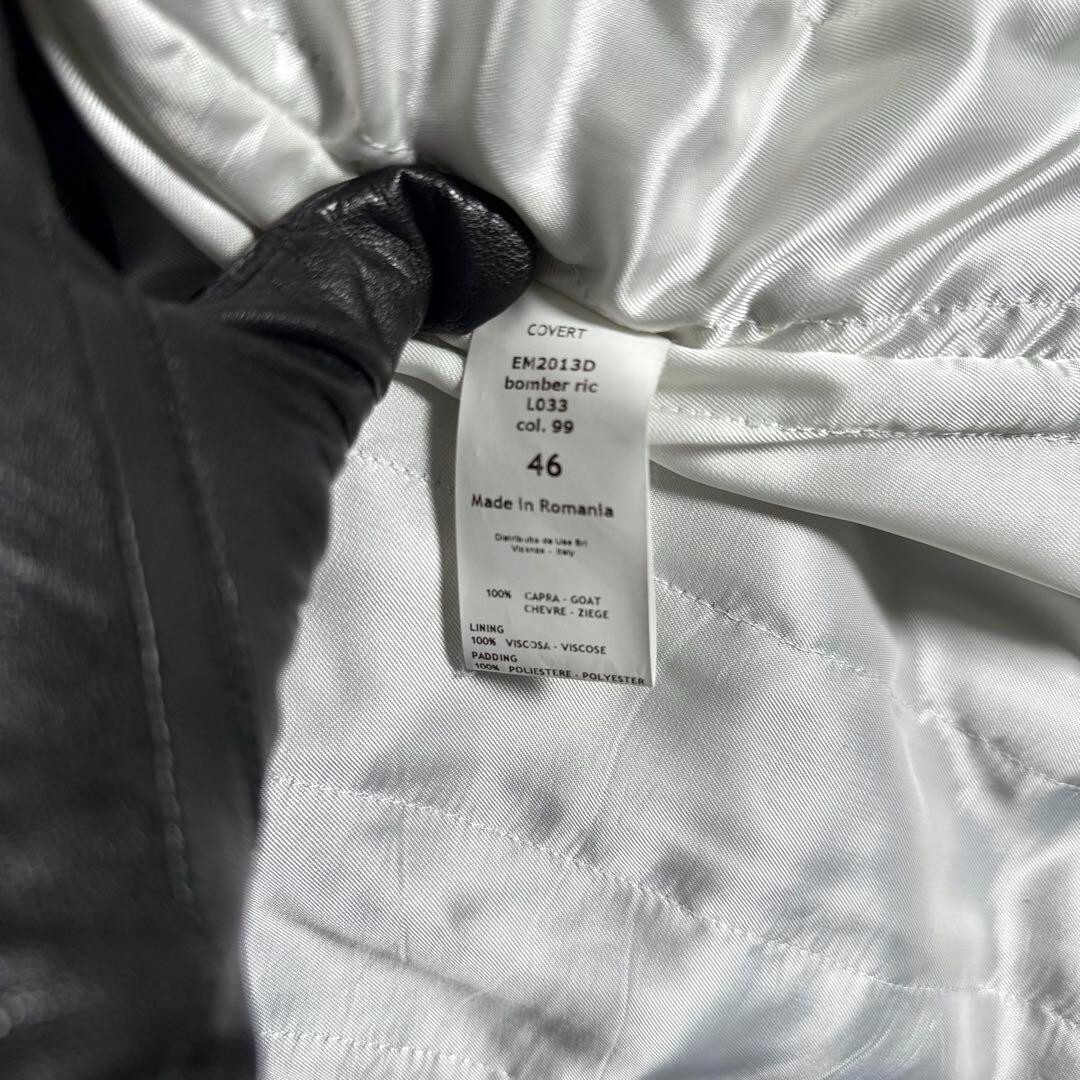 COVERT
EM2013D
bomber ric
L033
col. 99
46
Made in Romania
Distribuito da Use Srl
Vicenza - Italy
100% CAPRA - GOAT
CHEVRE - ZIEGE
LINING
100% VISCOSA - VISCOSE
PADDING
100% POLIESTERE - POLYESTER